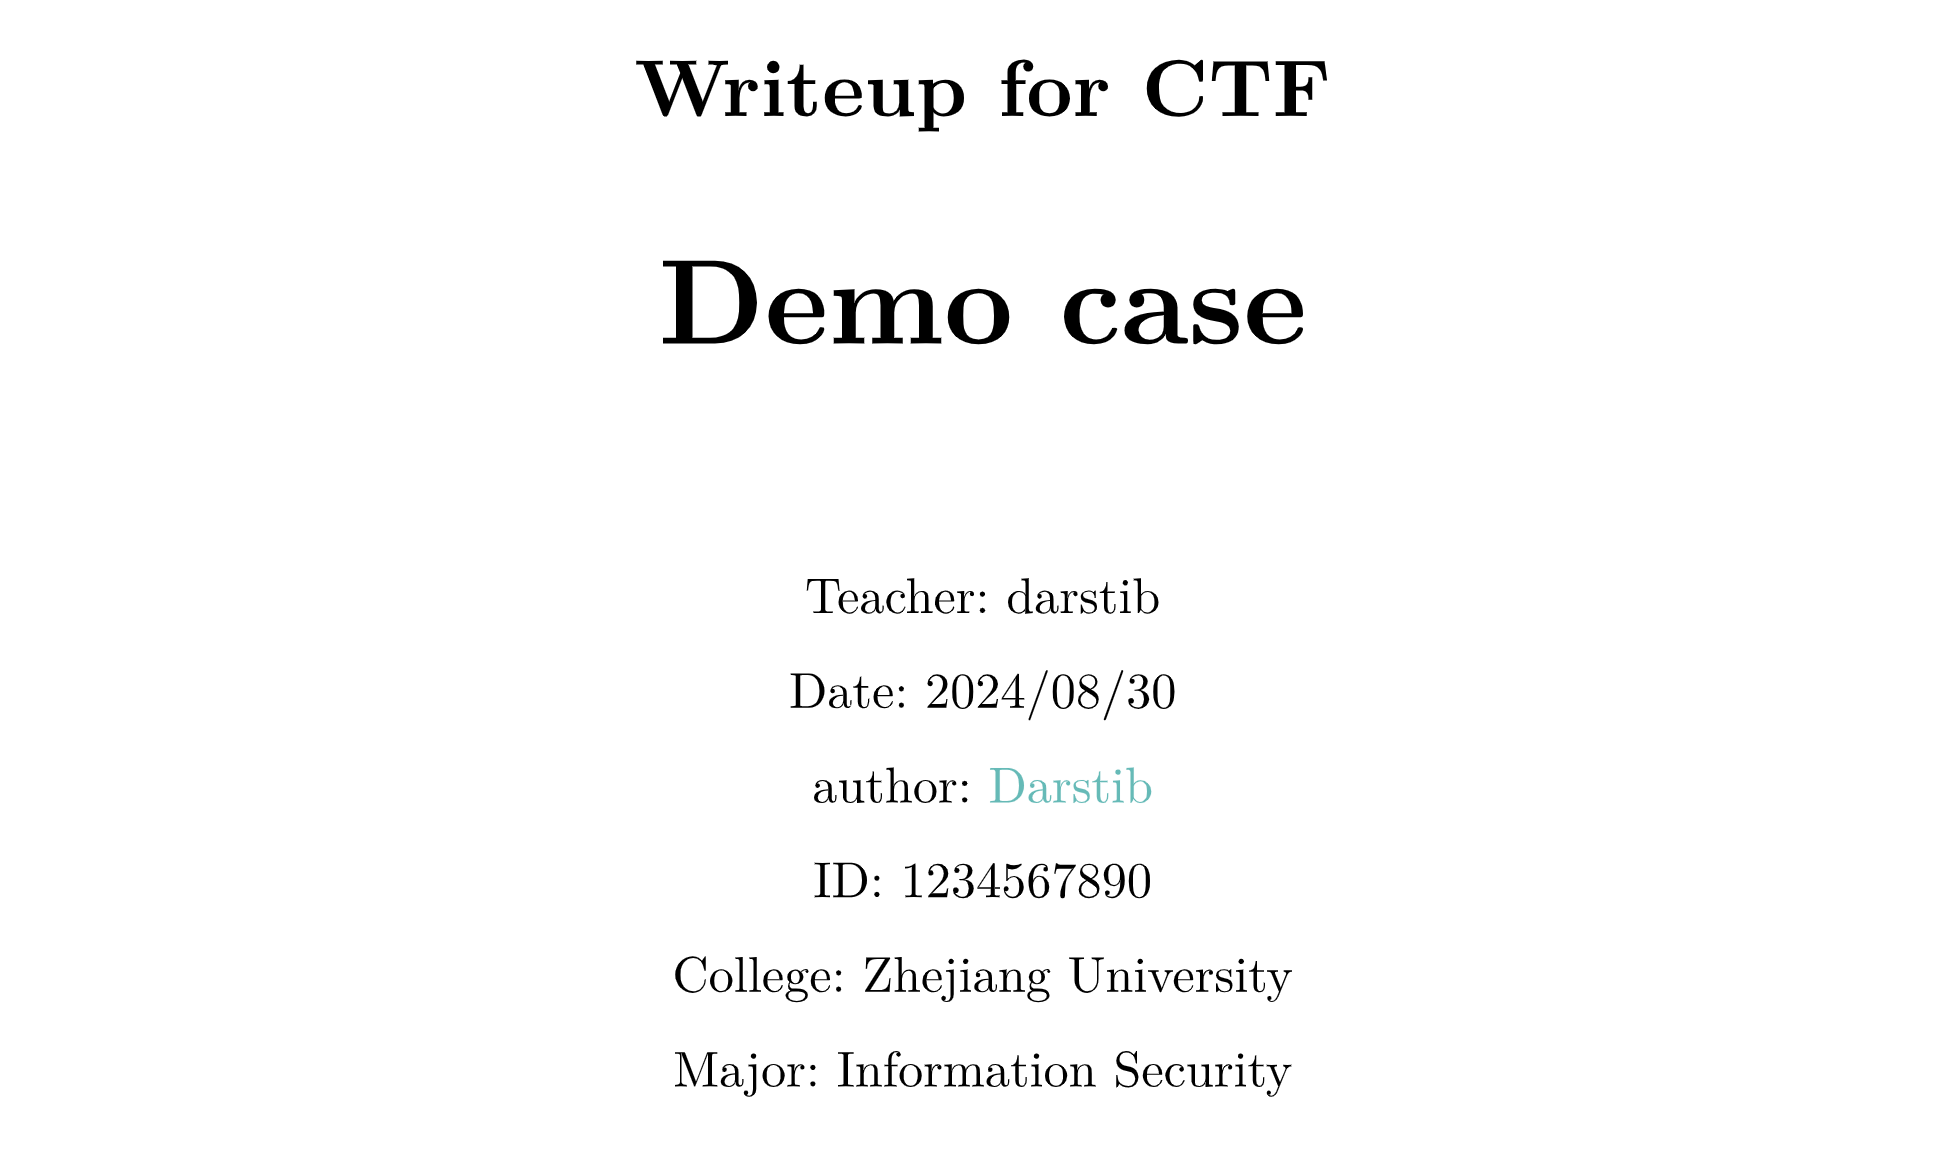 Writeup for CTF
Demo case
Teacher: darstib
Date: 2024/08/30
author: Darstib
ID: 1234567890
College: Zhejiang University
Major: Information Security